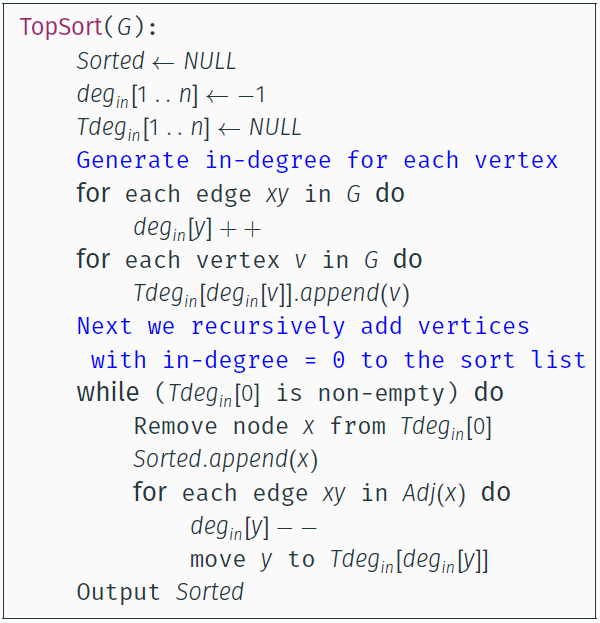 TopSort(G):
Sorted ← NULL
deg_in[1 .. n] ← −1
Tdeg_in[1 .. n] ← NULL
Generate in-degree for each vertex
for each edge xy in G do
deg_in[y] + +
for each vertex v in G do
Tdeg_in[deg_in[v]].append(v)
Next we recursively add vertices
with in-degree = 0 to the sort list
while (Tdeg_in[0] is non-empty) do
Remove node x from Tdeg_in[0]
Sorted.append(x)
for each edge xy in Adj(x) do
deg_in[y] − −
move y to Tdeg_in[deg_in[y]]
Output Sorted